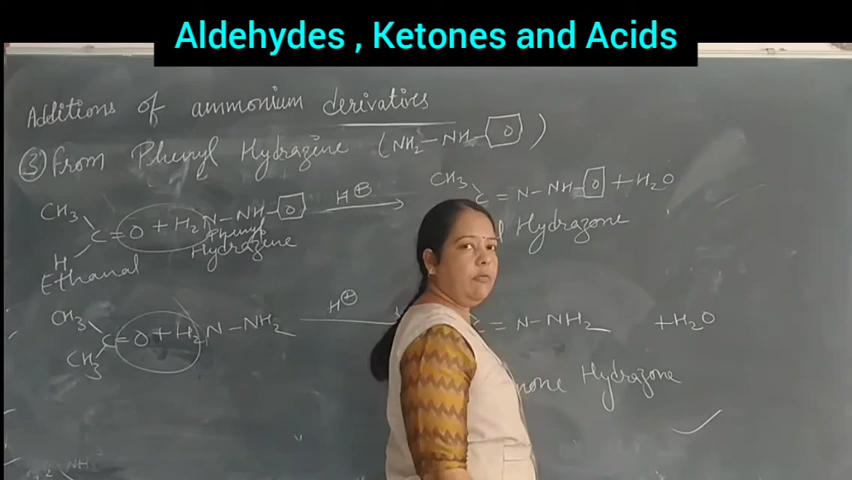 Aldehydes , Ketones and Acids
Additions of ammonium derivatives
③ From Phenyl Hydrazine (NH₂–NH– O )
CH₃
C = O + H₂N–NH– O H⊕
H
Phenyl
Ethanal Hydrazine
CH₃
C = N–NH– O + H₂O
Hydrazone
CH₃
C = O + H₂N–NH₂ H⊕
CH₃
C = N–NH₂ + H₂O
none Hydrazone